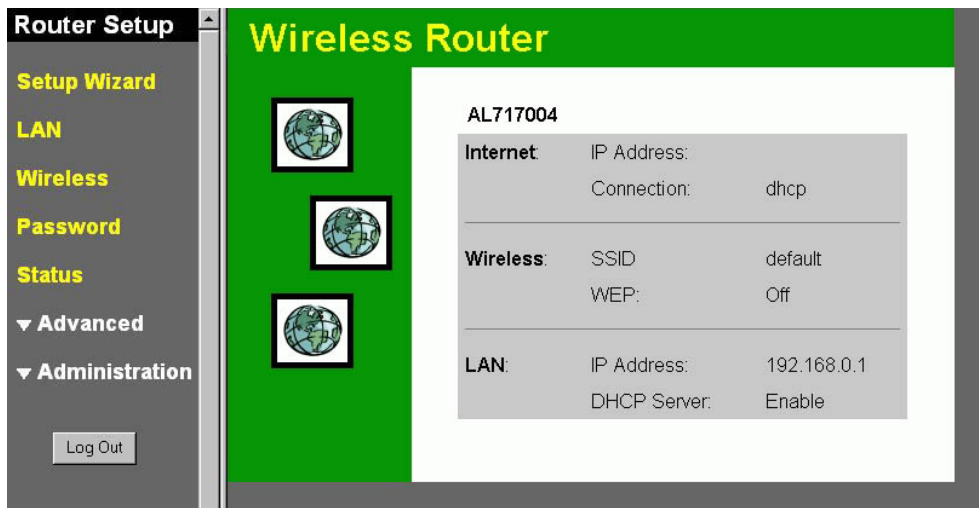 Router Setup
Setup Wizard
LAN
Wireless
Password
Status
Advanced
Administration
Log Out
Wireless Router
AL717004
Internet: IP Address:
Connection: dhcp
Wireless: SSID default
WEP: Off
LAN: IP Address: 192.168.0.1
DHCP Server: Enable